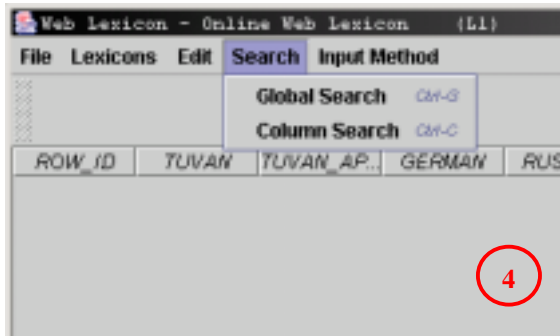 Web Lexicon - Online Web Lexicon (L1)
File Lexicons Edit Search Input Method
Global Search Ctrl-G
Column Search Ctrl-C
ROW_ID TUVAN TUVAN_AP... GERMAN RUS
4